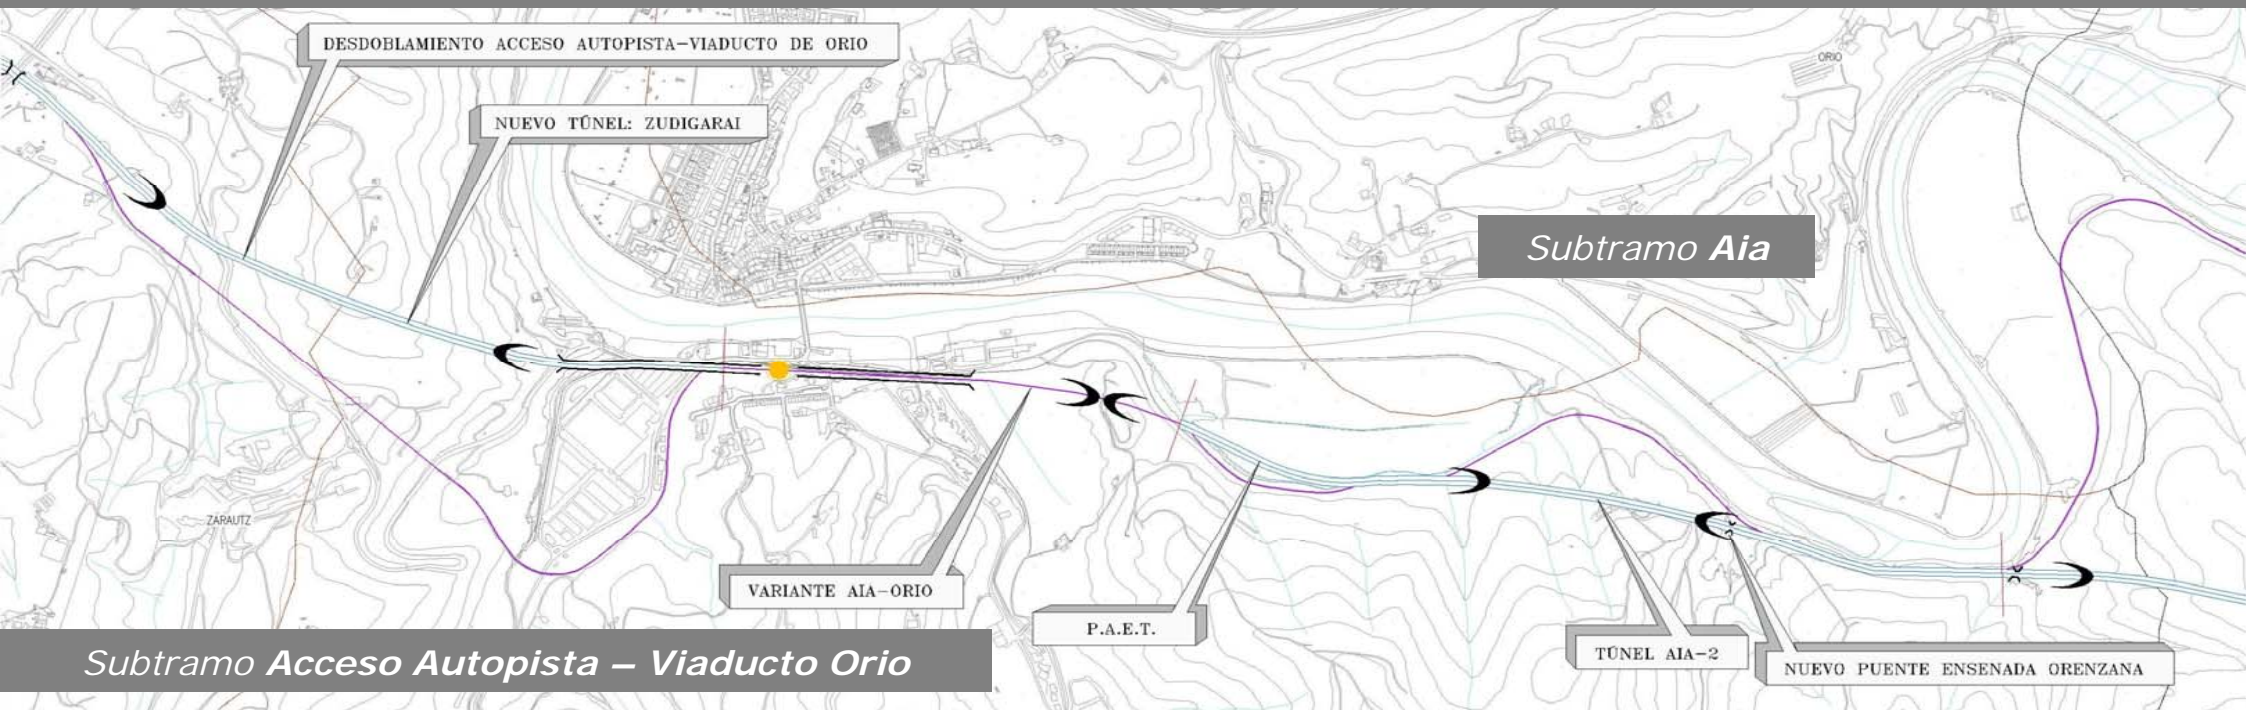 DESDOBLAMIENTO ACCESO AUTOPISTA–VIADUCTO DE ORIO
ORIO
NUEVO TÚNEL: ZUDIGARAI
Subtramo Aia
ZARAUTZ
VARIANTE AIA–ORIO
P.A.E.T.
TÚNEL AIA–2
NUEVO PUENTE ENSENADA ORENZANA
Subtramo Acceso Autopista – Viaducto Orio